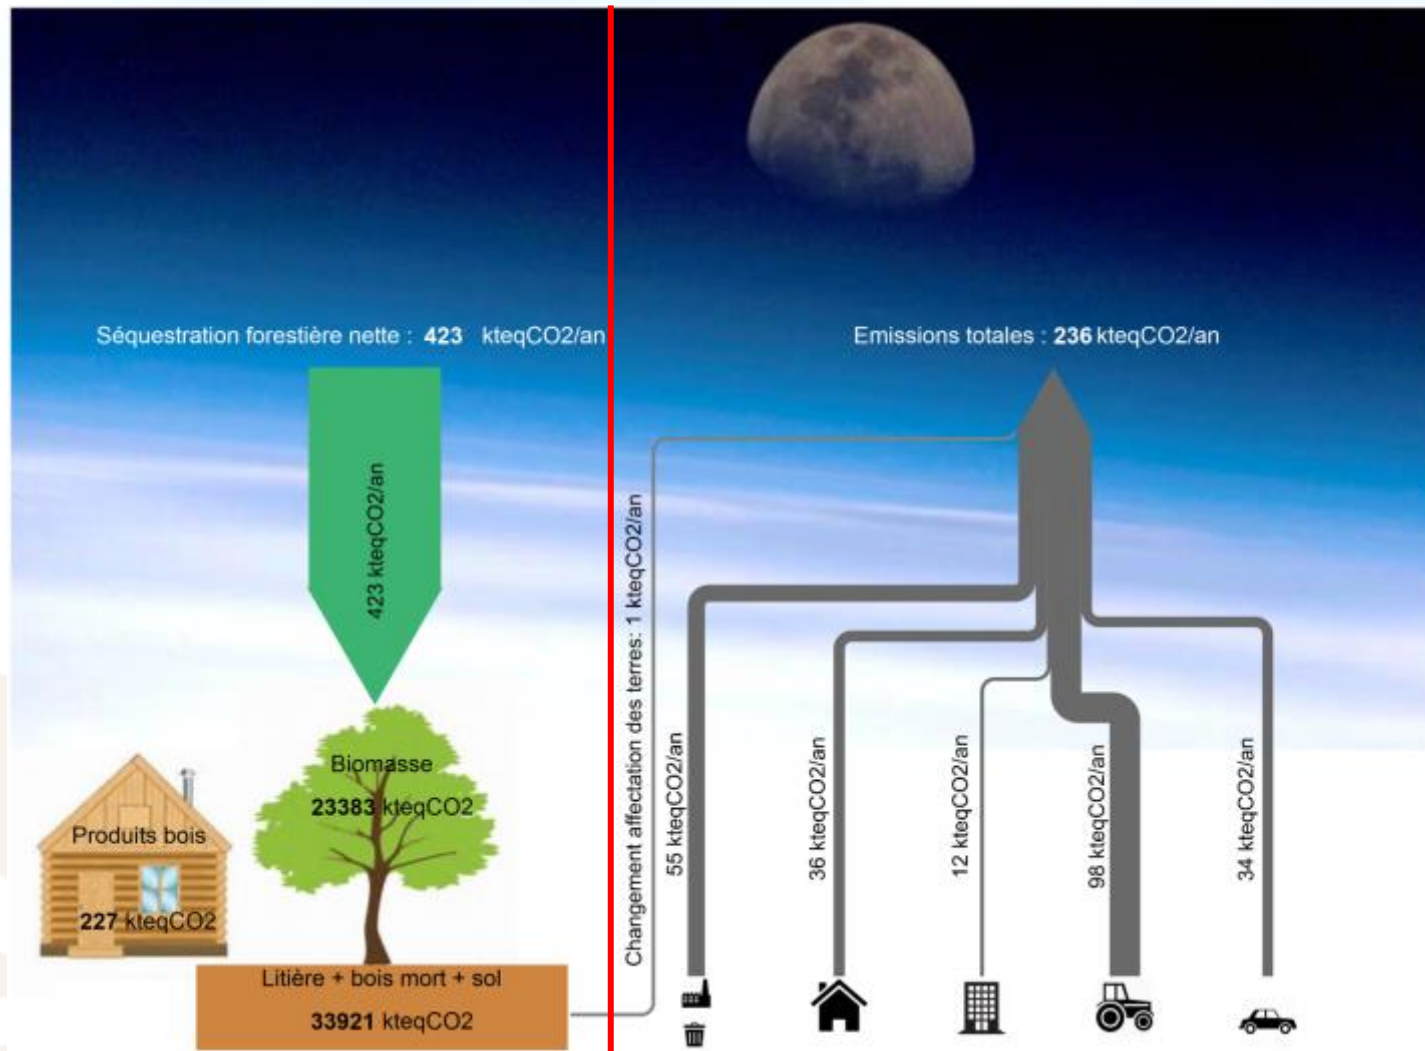 Séquestration forestière nette : 423 kteqCO2/an
Emissions totales : 236 kteqCO2/an
423 kteqCO2/an
Changement affectation des terres: 1 kteqCO2/an
Biomasse
23383 kteqCO2
Produits bois
227 kteqCO2
Litière + bois mort + sol
33921 kteqCO2
55 kteqCO2/an
36 kteqCO2/an
12 kteqCO2/an
98 kteqCO2/an
34 kteqCO2/an